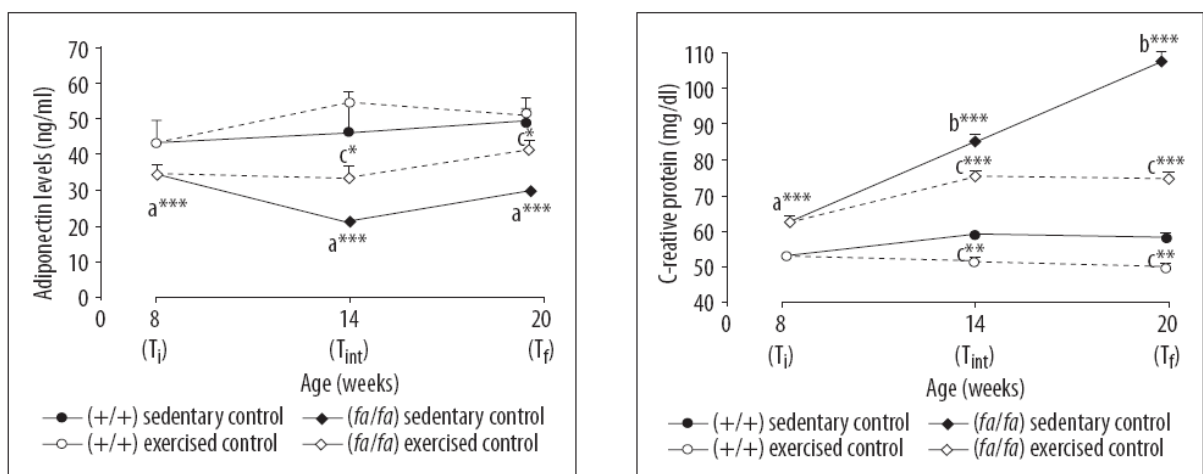 Adiponectin levels (ng/ml)
70
60
50
40
30
20
10
0
a***
c*
a***
c*
a***
0
8
14
20
(Ti)
(Tint)
(Tf)
Age (weeks)
(+/+) sedentary control
(fa/fa) sedentary control
(+/+) exercised control
(fa/fa) exercised control
C-reative protein (mg/dl)
110
100
90
80
70
60
50
40
b***
b***
c***
c***
a***
c**
c**
0
8
14
20
(Ti)
(Tint)
(Tf)
Age (weeks)
(+/+) sedentary control
(fa/fa) sedentary control
(+/+) exercised control
(fa/fa) exercised control